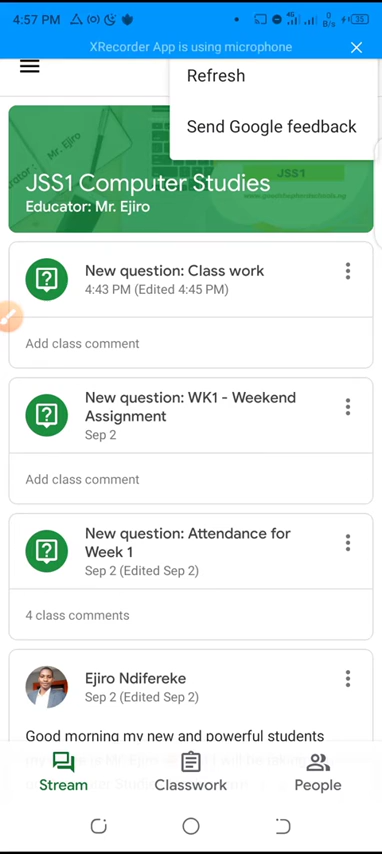 4:57 PM
4G
0
B/s
35
XRecorder App is using microphone
Refresh
Send Google feedback
Mr. Ejiro
JSS1
JSS1 Computer Studies
Educator: Mr. Ejiro
New question: Class work
4:43 PM (Edited 4:45 PM)
Add class comment
New question: WK1 - Weekend
Assignment
Sep 2
Add class comment
New question: Attendance for
Week 1
Sep 2 (Edited Sep 2)
4 class comments
Ejiro Ndifereke
Sep 2 (Edited Sep 2)
Good morning my new and powerful students
Stream
Classwork
People